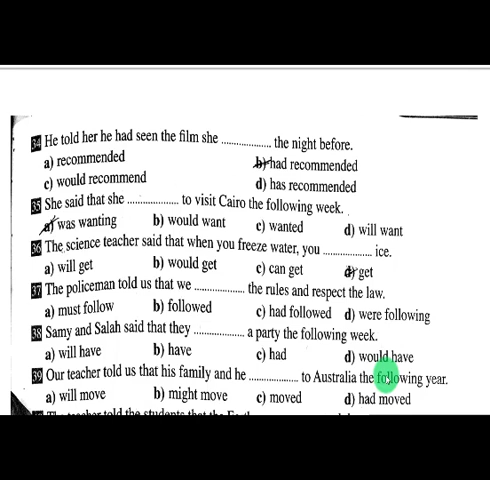 34 He told her he had seen the film she .................. the night before.
a) recommended b) had recommended
c) would recommend d) has recommended
35 She said that she .................. to visit Cairo the following week.
a) was wanting b) would want c) wanted d) will want
36 The science teacher said that when you freeze water, you .................. ice.
a) will get b) would get c) can get d) get
37 The policeman told us that we .................. the rules and respect the law.
a) must follow b) followed c) had followed d) were following
38 Samy and Salah said that they .................. a party the following week.
a) will have b) have c) had d) would have
39 Our teacher told us that his family and he .................. to Australia the following year.
a) will move b) might move c) moved d) had moved
told the students that the